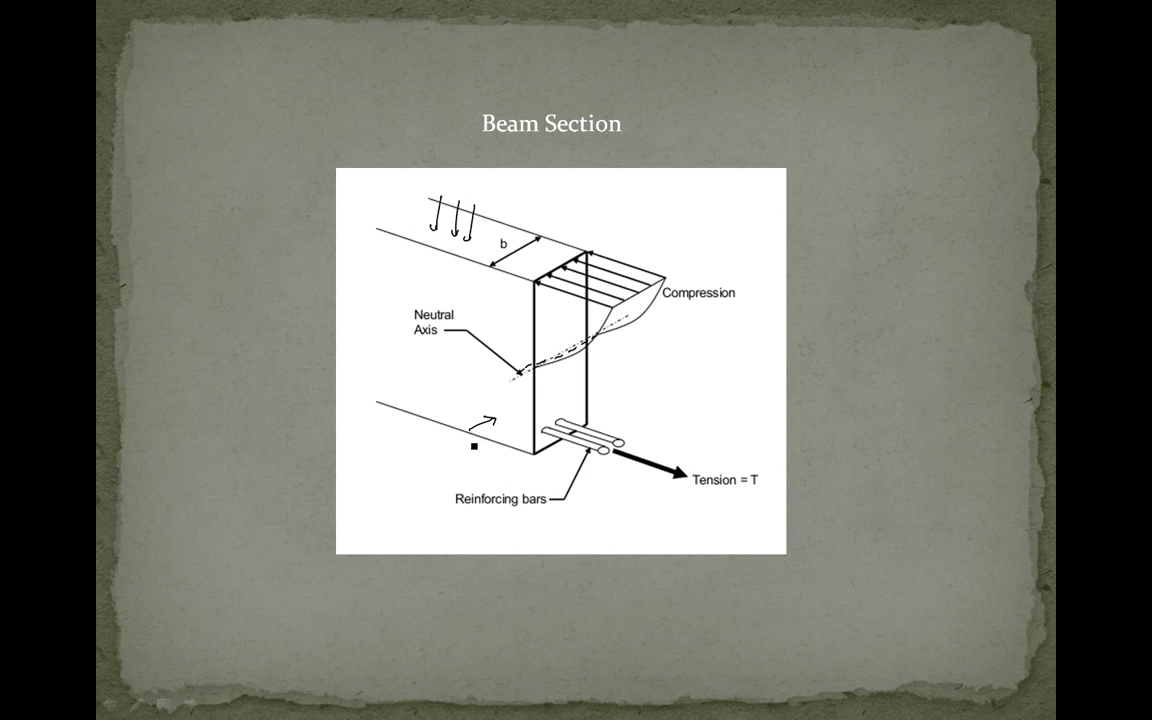 Beam Section
b
Compression
Neutral
Axis
Tension = T
Reinforcing bars